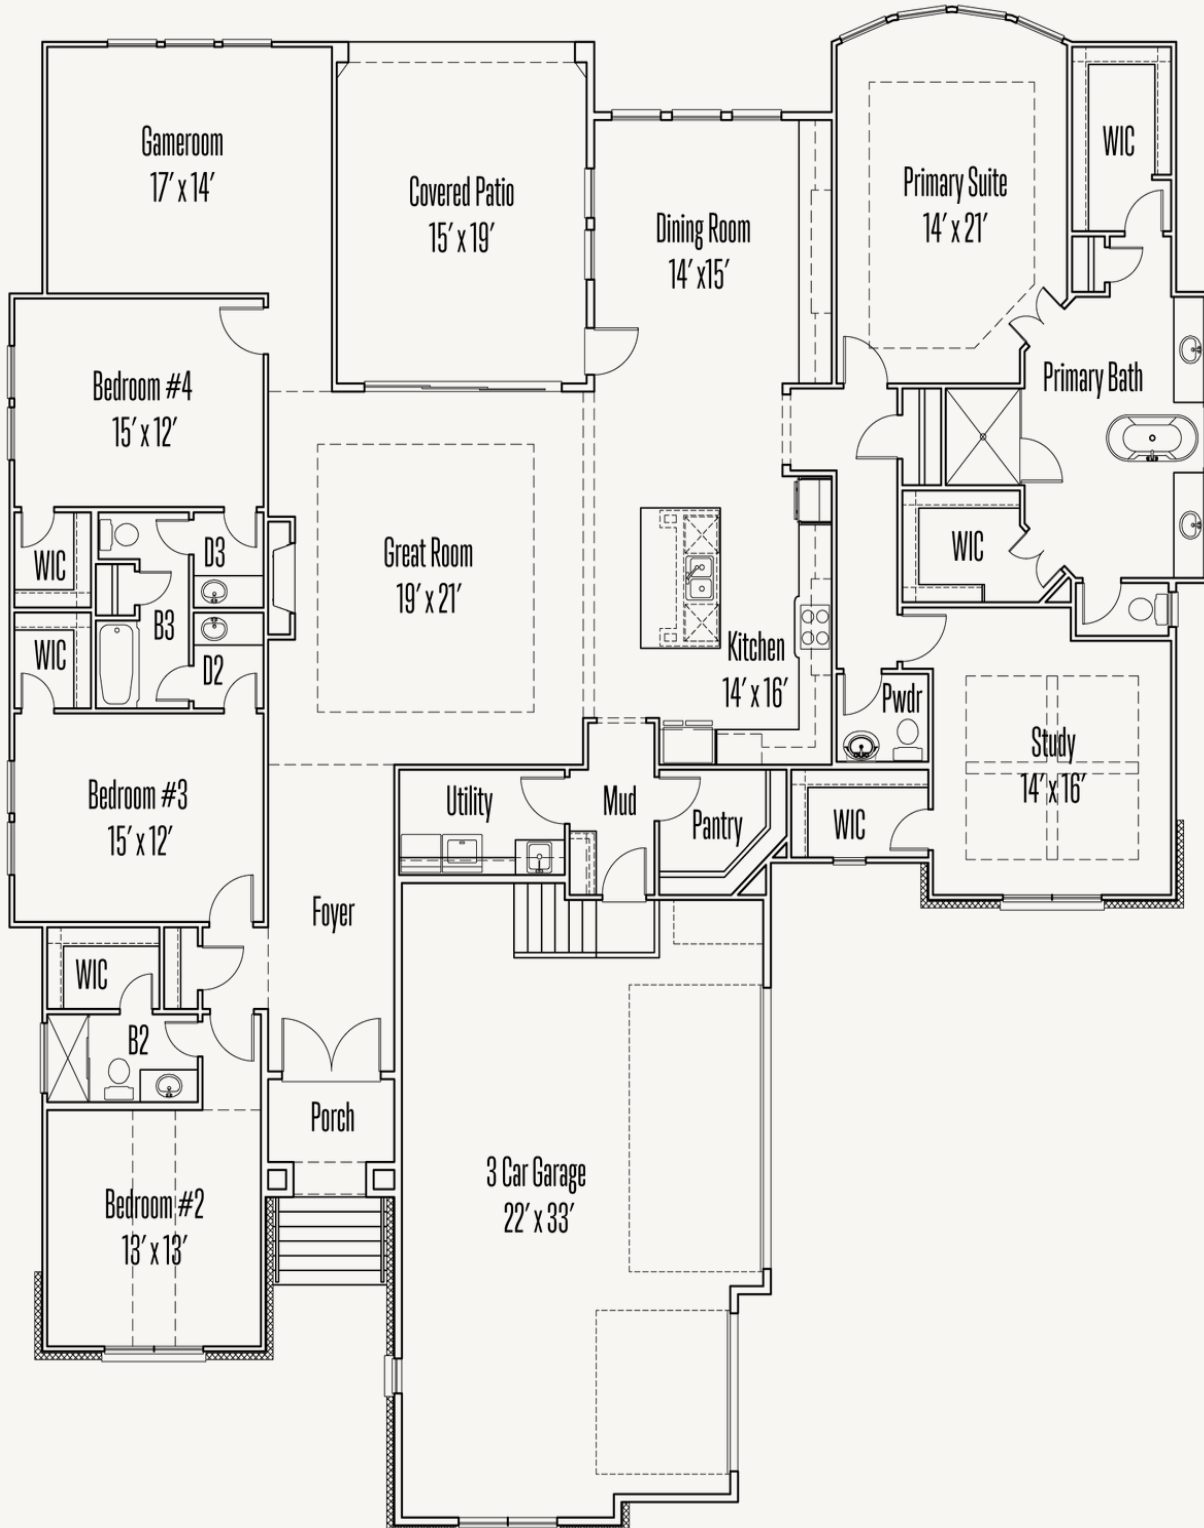 Gameroom
17' x 14'
Covered Patio
15' x 19'
Dining Room
14' x15'
Primary Suite
14' x 21'
WIC
Bedroom #4
15' x 12'
Primary Bath
WIC
D3
Great Room
19' x 21'
WIC
B3
WIC
D2
Kitchen
14' x 16'
Pwdr
Study
14' x 16'
Bedroom #3
15' x 12'
Utility
Mud
Pantry
WIC
Foyer
WIC
B2
Porch
Bedroom #2
13' x 13'
3 Car Garage
22' x 33'